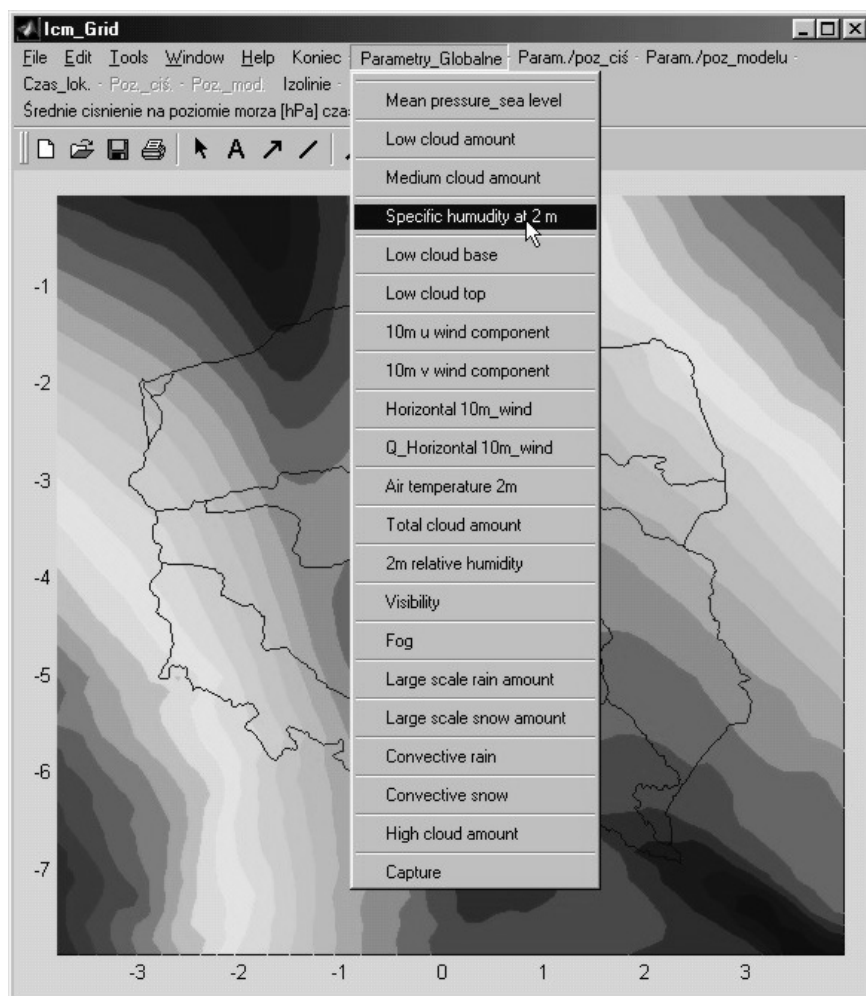 Icm_Grid
File Edit Tools Window Help Koniec - Parametry_Globalne - Param./poz_ciś - Param./poz_modelu -
Czas_lok. - Poz._ciś. - Poz._mod. Izolinie -
Średnie cisnienie na poziomie morza [hPa] cza
A
Mean pressure_sea level
Low cloud amount
Medium cloud amount
Specific humudity at 2 m
Low cloud base
Low cloud top
10m u wind component
10m v wind component
Horizontal 10m_wind
Q_Horizontal 10m_wind
Air temperature 2m
Total cloud amount
2m relative humidity
Visibility
Fog
Large scale rain amount
Large scale snow amount
Convective rain
Convective snow
High cloud amount
Capture
-1
-2
-3
-4
-5
-6
-7
-3 -2 -1 0 1 2 3